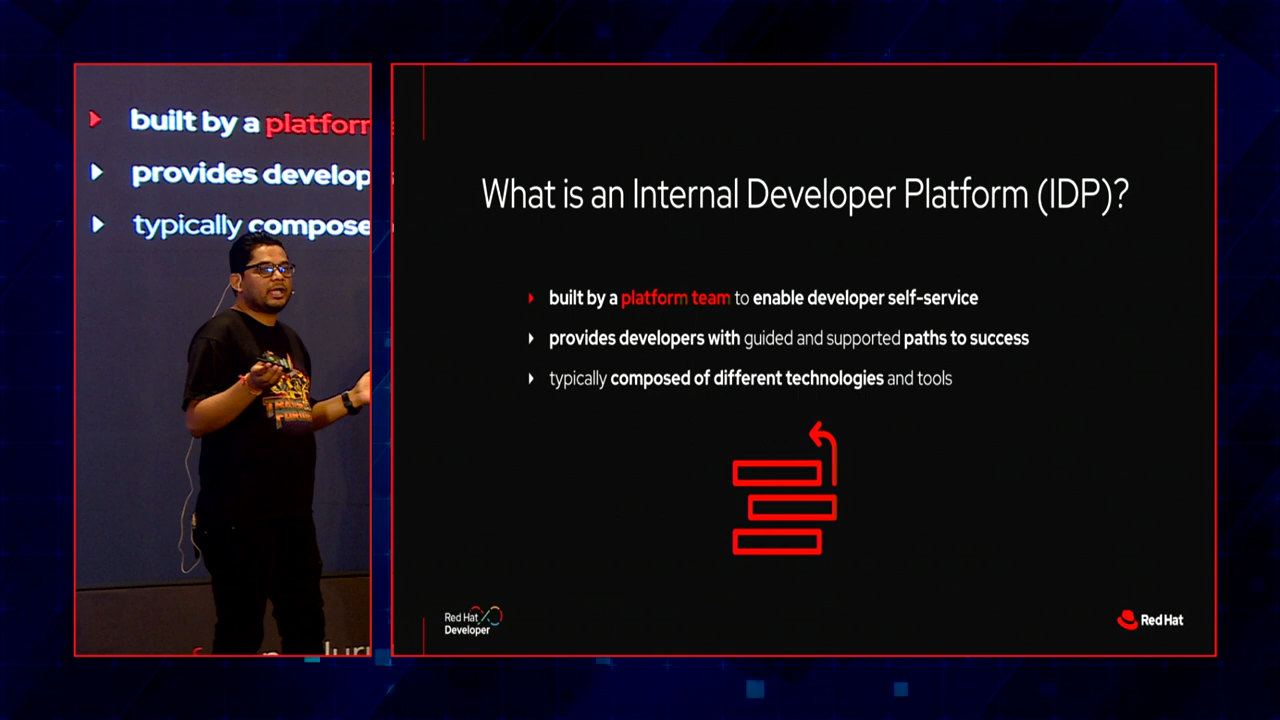 built by a platform
provides develop
typically compose
What is an Internal Developer Platform (IDP)?
built by a platform team to enable developer self-service
provides developers with guided and supported paths to success
typically composed of different technologies and tools
Red Hat
Developer
Red Hat